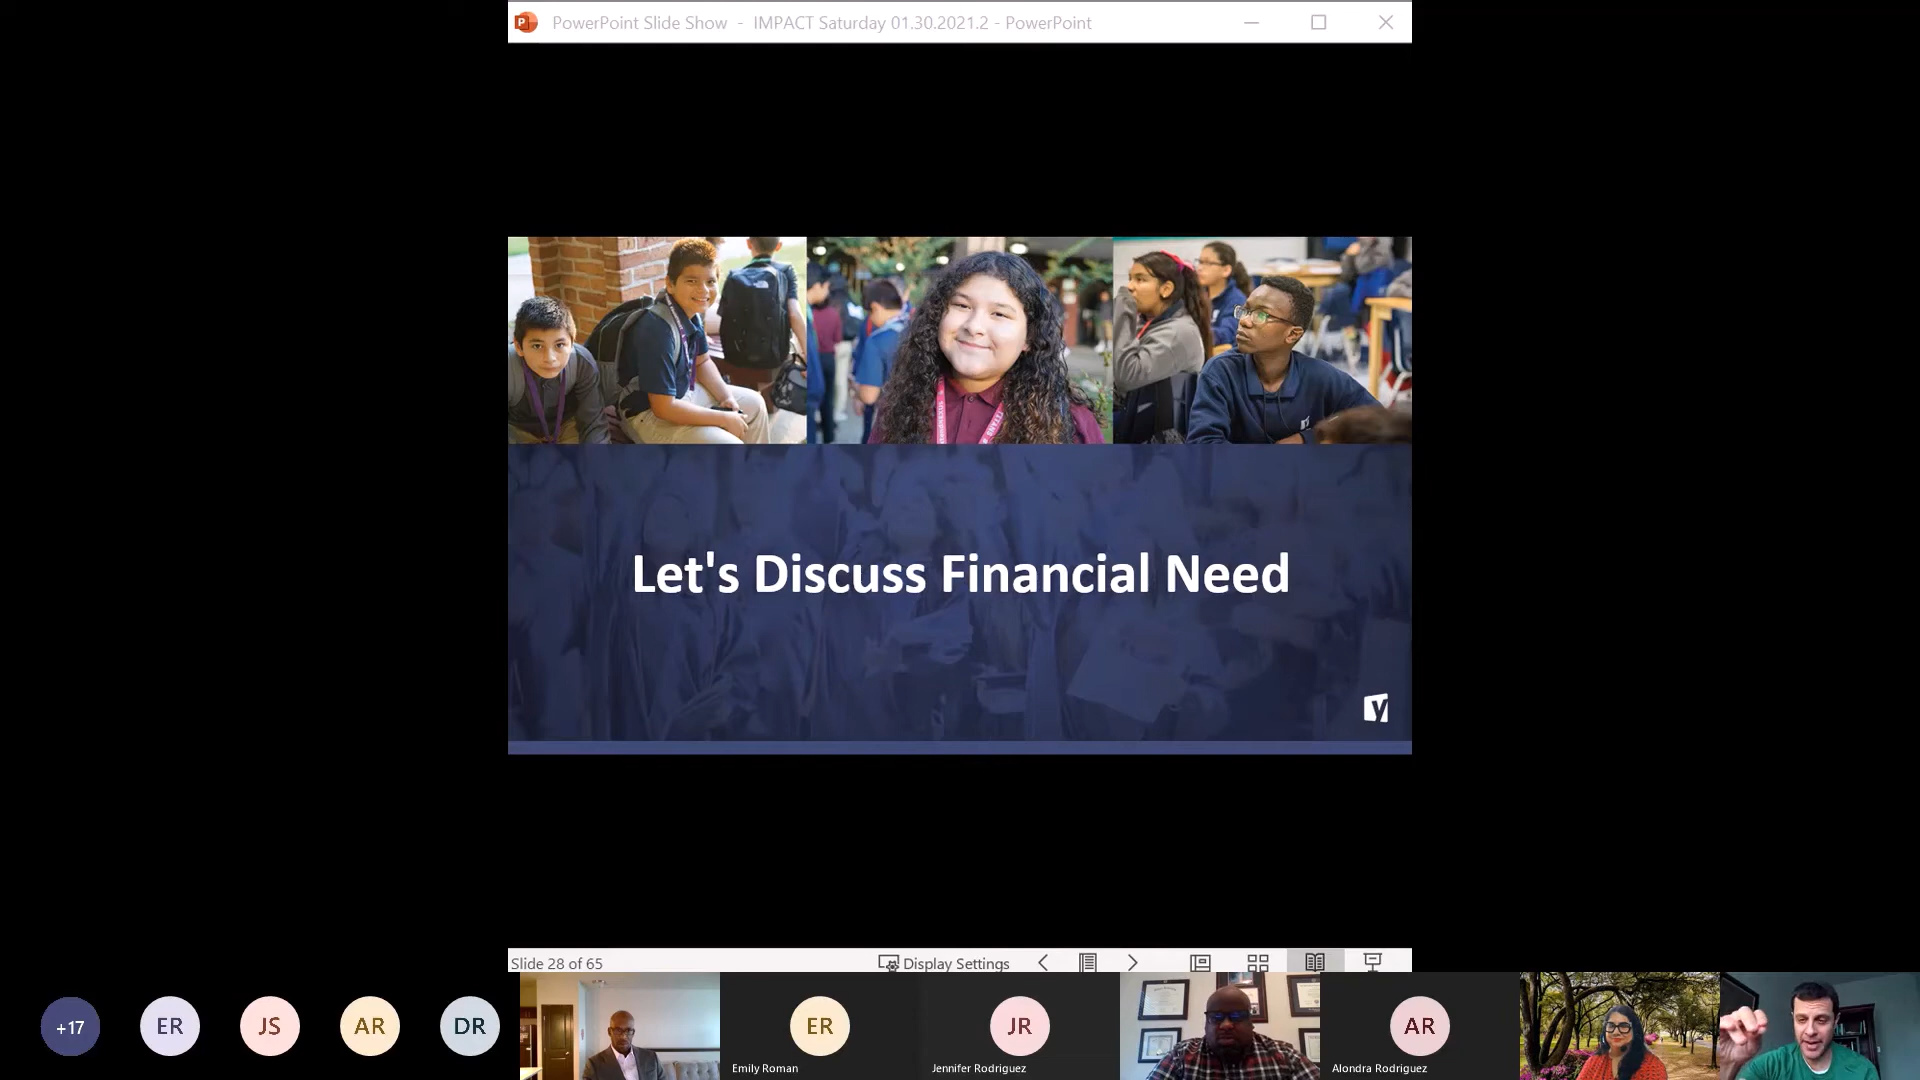 PowerPoint Slide Show - IMPACT Saturday 01.30.2021.2 - PowerPoint
Let's Discuss Financial Need
Slide 28 of 65
Display Settings
+17
ER
JS
AR
DR
ER
JR
AR
Emily Roman
Jennifer Rodriguez
Alondra Rodriguez